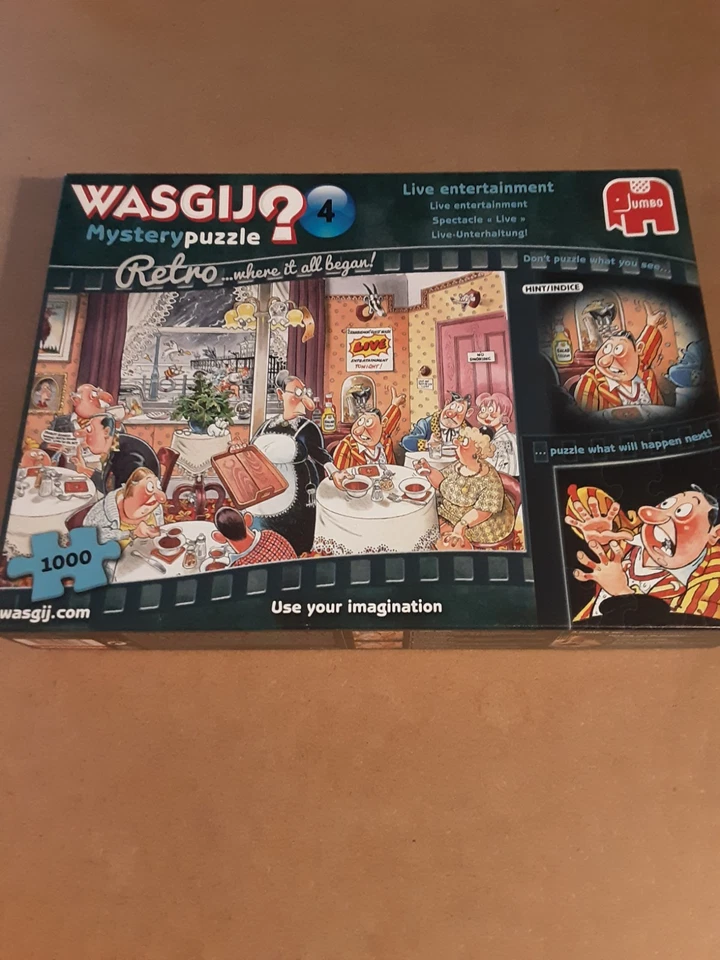 WASGIJ? 4
Mysterypuzzle
Live entertainment
Live entertainment
Spectacle « Live »
Live-Unterhaltung!
JUMBO
Retro ...where it all began!
Don't puzzle what you see...
HINT/INDICE
LIVE
ENTERTAINMENT
TONIGHT!
NO
SMOKING
... puzzle what will happen next!
1000
wasgij.com
Use your imagination